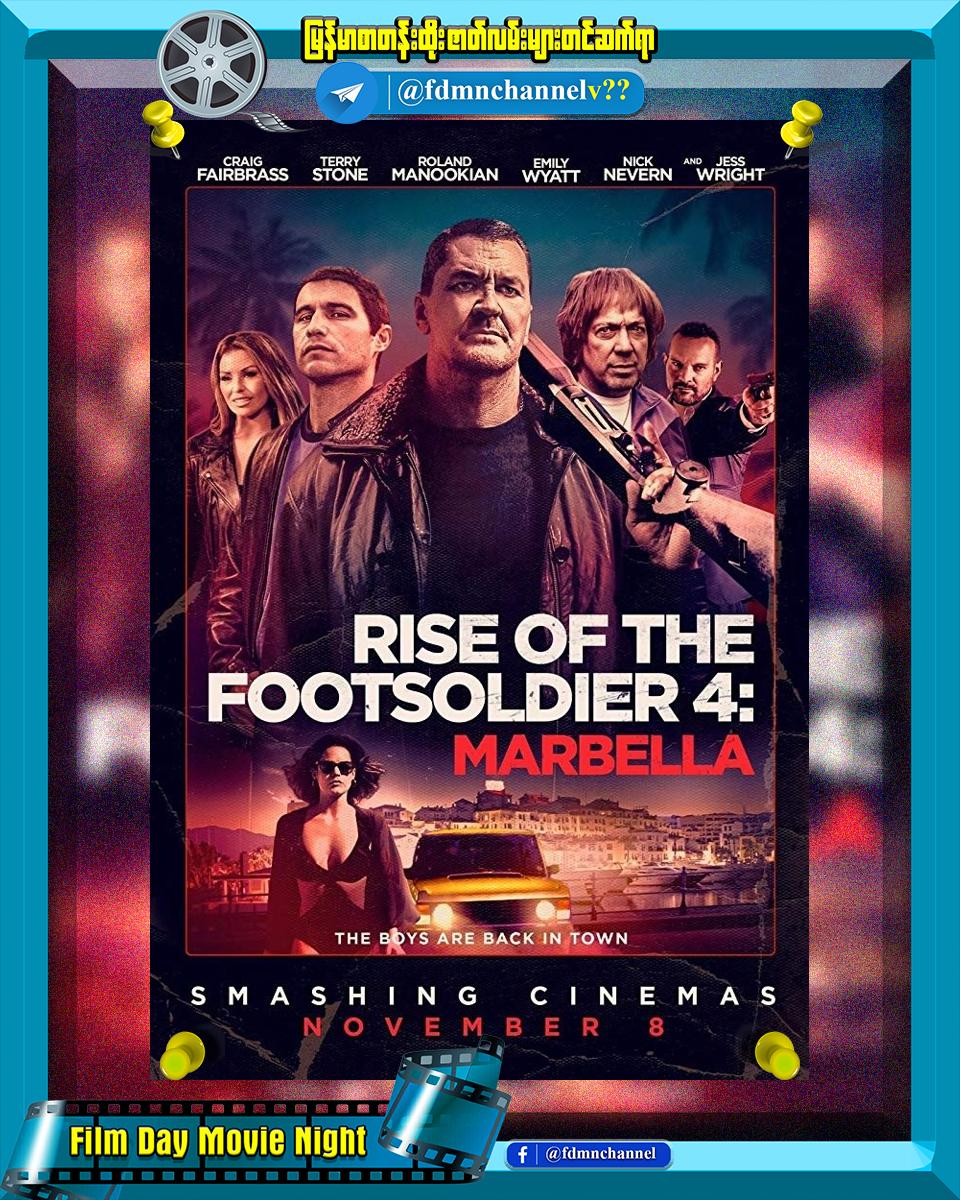 မြန်မာစာတန်းထိုးဇာတ်လမ်းများတင်ဆက်ရာ
@fdmnchannelv??
CRAIG FAIRBRASS TERRY STONE ROLAND MANOOKIAN EMILY WYATT NICK NEVERN AND JESS WRIGHT
RISE OF THE
FOOTSOLDIER 4:
MARBELLA
THE BOYS ARE BACK IN TOWN
SMASHING CINEMAS
NOVEMBER 8
Film Day Movie Night
@fdmnchannel